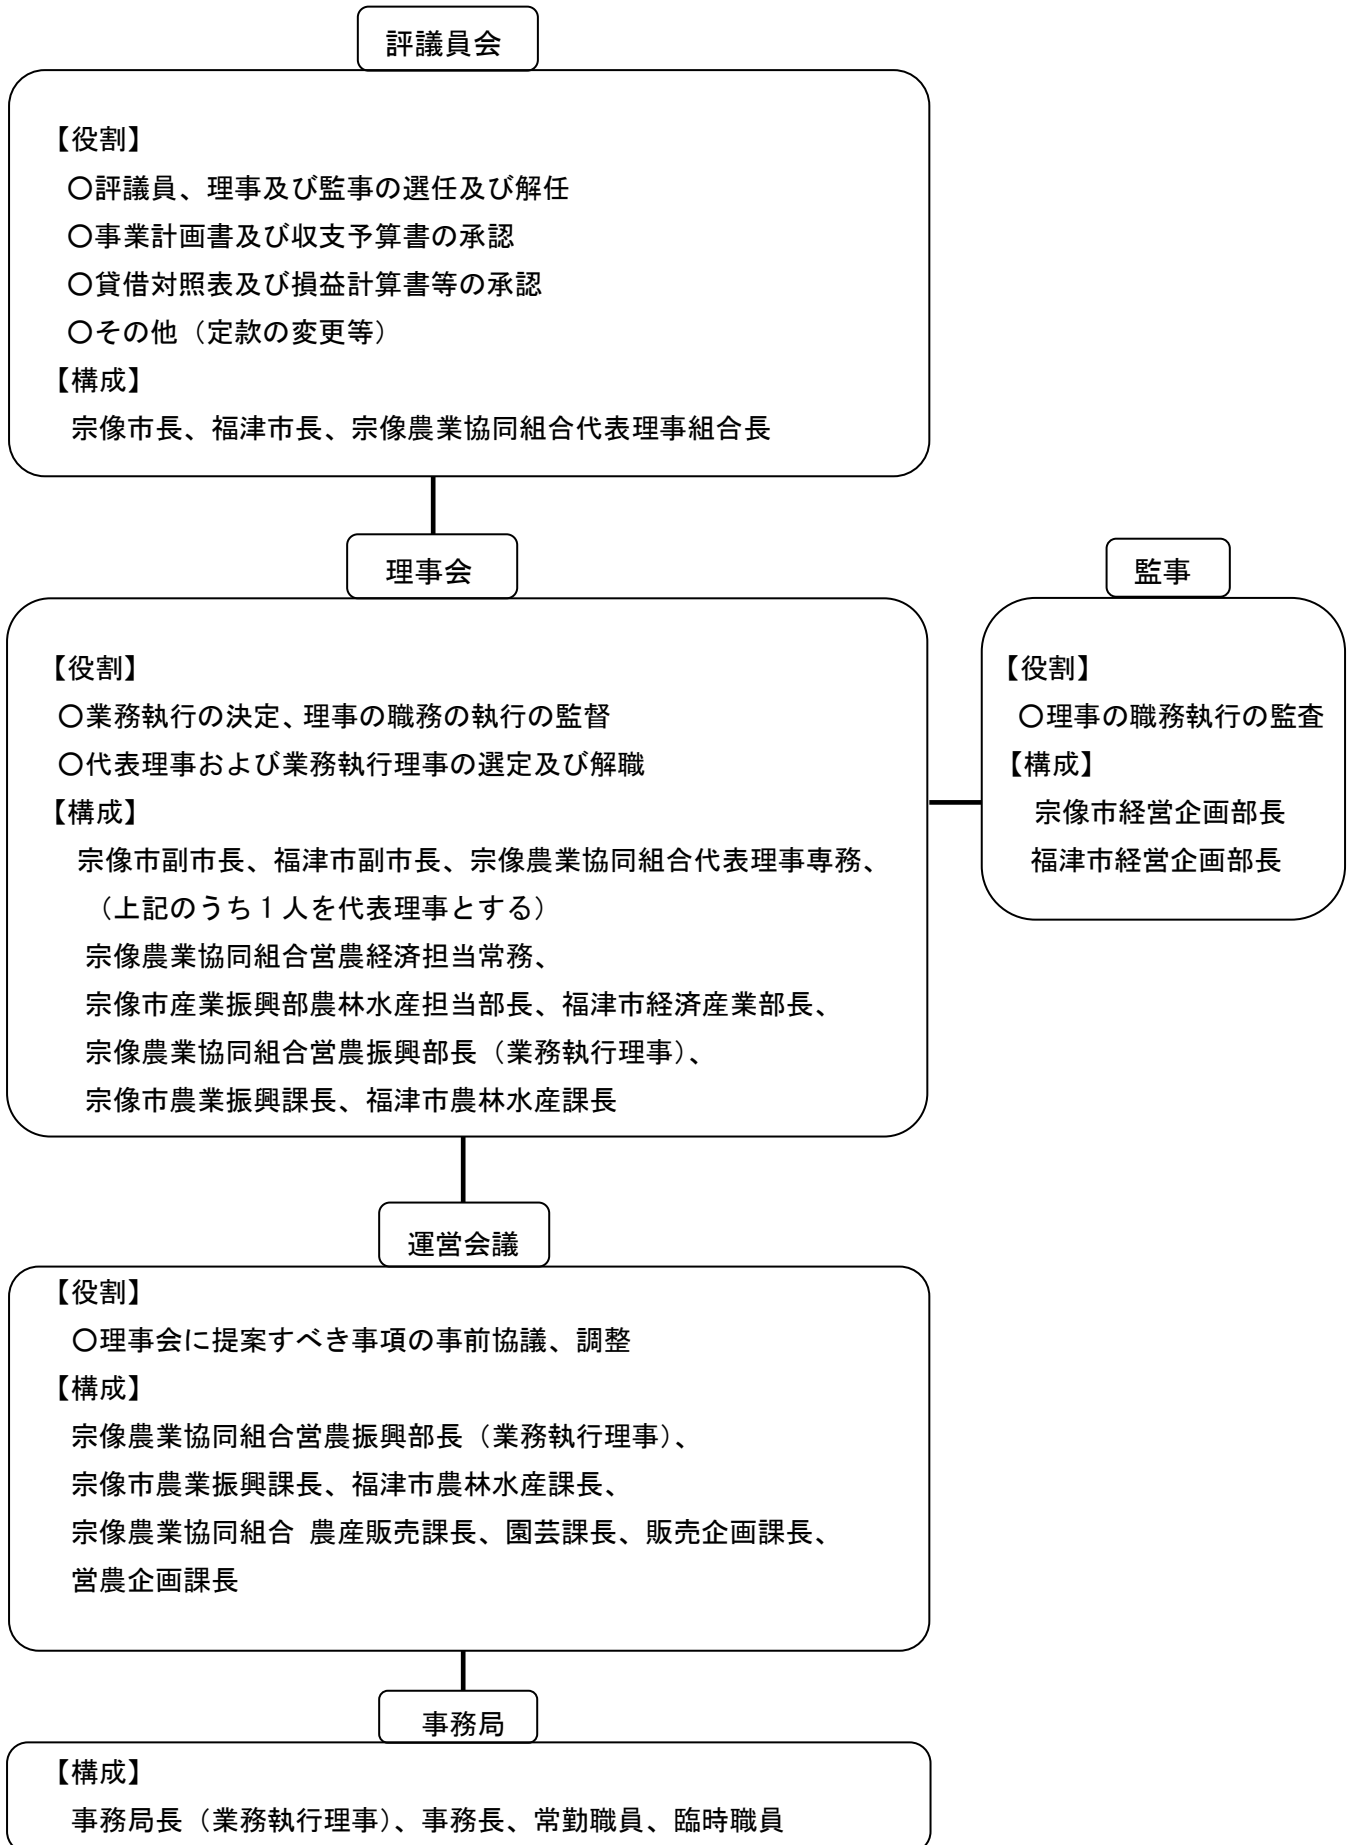 評議員会
【役割】
〇評議員、理事及び監事の選任及び解任
〇事業計画書及び収支予算書の承認
〇貸借対照表及び損益計算書等の承認
〇その他（定款の変更等）
【構成】
宗像市長、福津市長、宗像農業協同組合代表理事組合長
理事会
【役割】
〇業務執行の決定、理事の職務の執行の監督
〇代表理事および業務執行理事の選定及び解職
【構成】
宗像市副市長、福津市副市長、宗像農業協同組合代表理事専務、
（上記のうち１人を代表理事とする）
宗像農業協同組合営農経済担当常務、
宗像市産業振興部農林水産担当部長、福津市経済産業部長、
宗像農業協同組合営農振興部長（業務執行理事）、
宗像市農業振興課長、福津市農林水産課長
監事
【役割】
〇理事の職務執行の監査
【構成】
宗像市経営企画部長
福津市経営企画部長
運営会議
【役割】
〇理事会に提案すべき事項の事前協議、調整
【構成】
宗像農業協同組合営農振興部長（業務執行理事）、
宗像市農業振興課長、福津市農林水産課長、
宗像農業協同組合 農産販売課長、園芸課長、販売企画課長、
営農企画課長
事務局
【構成】
事務局長（業務執行理事）、事務長、常勤職員、臨時職員